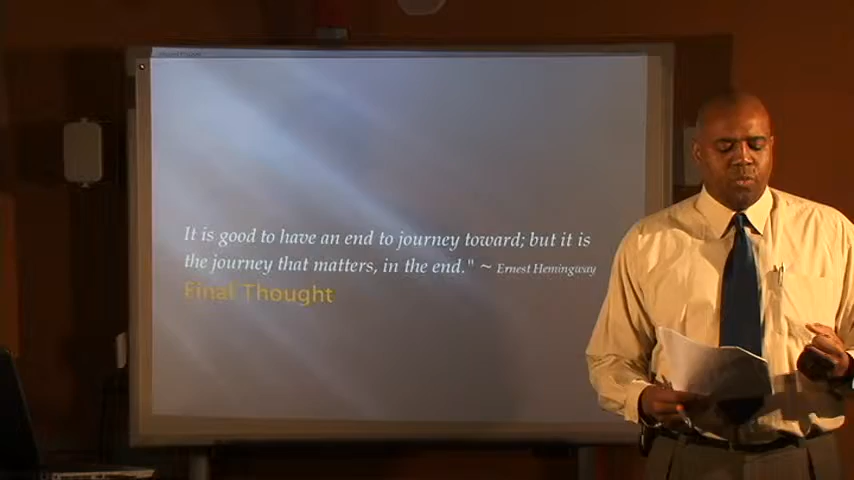 It is good to have an end to journey toward; but it is
the journey that matters, in the end." ~ Ernest Hemingway
Final Thought